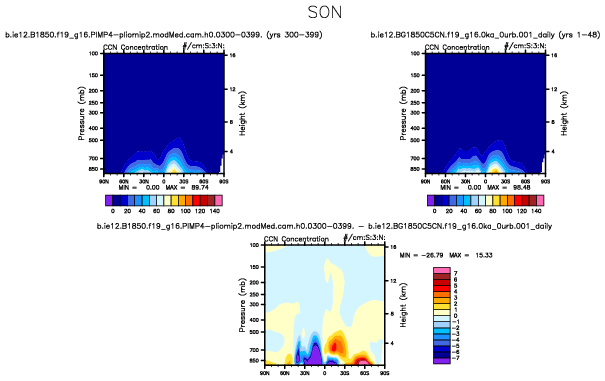 SON
b.ie12.B1850.f19_g16.PIMP4-pliomip2.modMed.cam.h0.0300-0399. (yrs 300-399)
b.ie12.BG1850C5CN.f19_g16.0ka_0urb.001_daily (yrs 1-48)
CCN Concentration #/cm:S:3:N:
CCN Concentration #/cm:S:3:N:
Pressure (mb)
100
150
200
250
300
400
500
700
850
Height (km)
16
12
8
4
90N 60N 30N 0 30S 60S 90S
MIN = 0.00 MAX = 89.74
0 20 40 60 80 100 120 140
Pressure (mb)
100
150
200
250
300
400
500
700
850
Height (km)
16
12
8
4
90N 60N 30N 0 30S 60S 90S
MIN = 0.00 MAX = 98.48
0 20 40 60 80 100 120 140
b.ie12.B1850.f19_g16.PIMP4-pliomip2.modMed.cam.h0.0300-0399. - b.ie12.BG1850C5CN.f19_g16.0ka_0urb.001_daily
CCN Concentration #/cm:S:3:N:
MIN = -26.79 MAX = 15.33
Pressure (mb)
100
150
200
250
300
400
500
700
850
Height (km)
16
12
8
4
90N 60N 30N 0 30S 60S 90S
7
6
5
4
3
2
1
0
-1
-2
-3
-4
-5
-6
-7